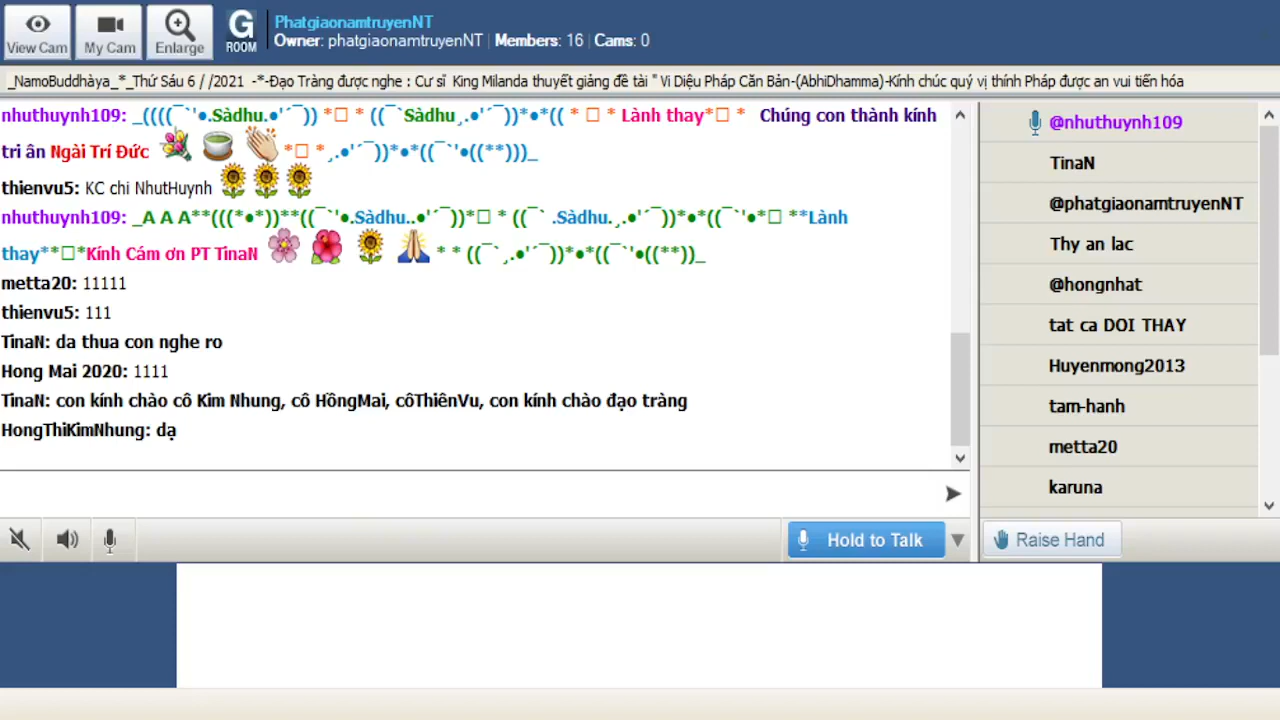 View Cam
My Cam
Enlarge
G
ROOM
PhatgiaonamtruyenNT
Owner: phatgiaonamtruyenNT | Members: 16 | Cams: 0
_NamoBuddhàya_*_Thứ Sáu 6 / /2021 -*-Đạo Tràng được nghe : Cư sĩ King Milanda thuyết giảng đề tài " Vi Diệu Pháp Căn Bản-(AbhiDhamma)-Kính chúc quý vị thính Pháp được an vui tiến hóa
nhuthuynh109: _((((¯`'•.Sàdhu.•'´¯)) *□ * ((¯`Sàdhu¸.•'´¯))*•*(( * □ * Lành thay*□ * Chúng con thành kính
tri ân Ngài Trí Đức *□ *¸.•'´¯))*•*((¯`'•((**)))_
thienvu5: KC chi NhutHuynh
nhuthuynh109: _A A A**(((*•*))**((¯`'•.Sàdhu..•'´¯))*□ * ((¯` .Sàdhu.¸.•'´¯))*•*((¯`'•*□ **Lành
thay**□*Kính Cám ơn PT TinaN * * ((¯`¸.•'´¯))*•*((¯`'•((**))_
metta20: 11111
thienvu5: 111
TinaN: da thua con nghe ro
Hong Mai 2020: 1111
TinaN: con kính chào cô Kim Nhung, cô HồngMai, côThiênVu, con kính chào đạo tràng
HongThiKimNhung: dạ
@nhuthuynh109
TinaN
@phatgiaonamtruyenNT
Thy an lac
@hongnhat
tat ca DOI THAY
Huyenmong2013
tam-hanh
metta20
karuna
Hold to Talk
Raise Hand